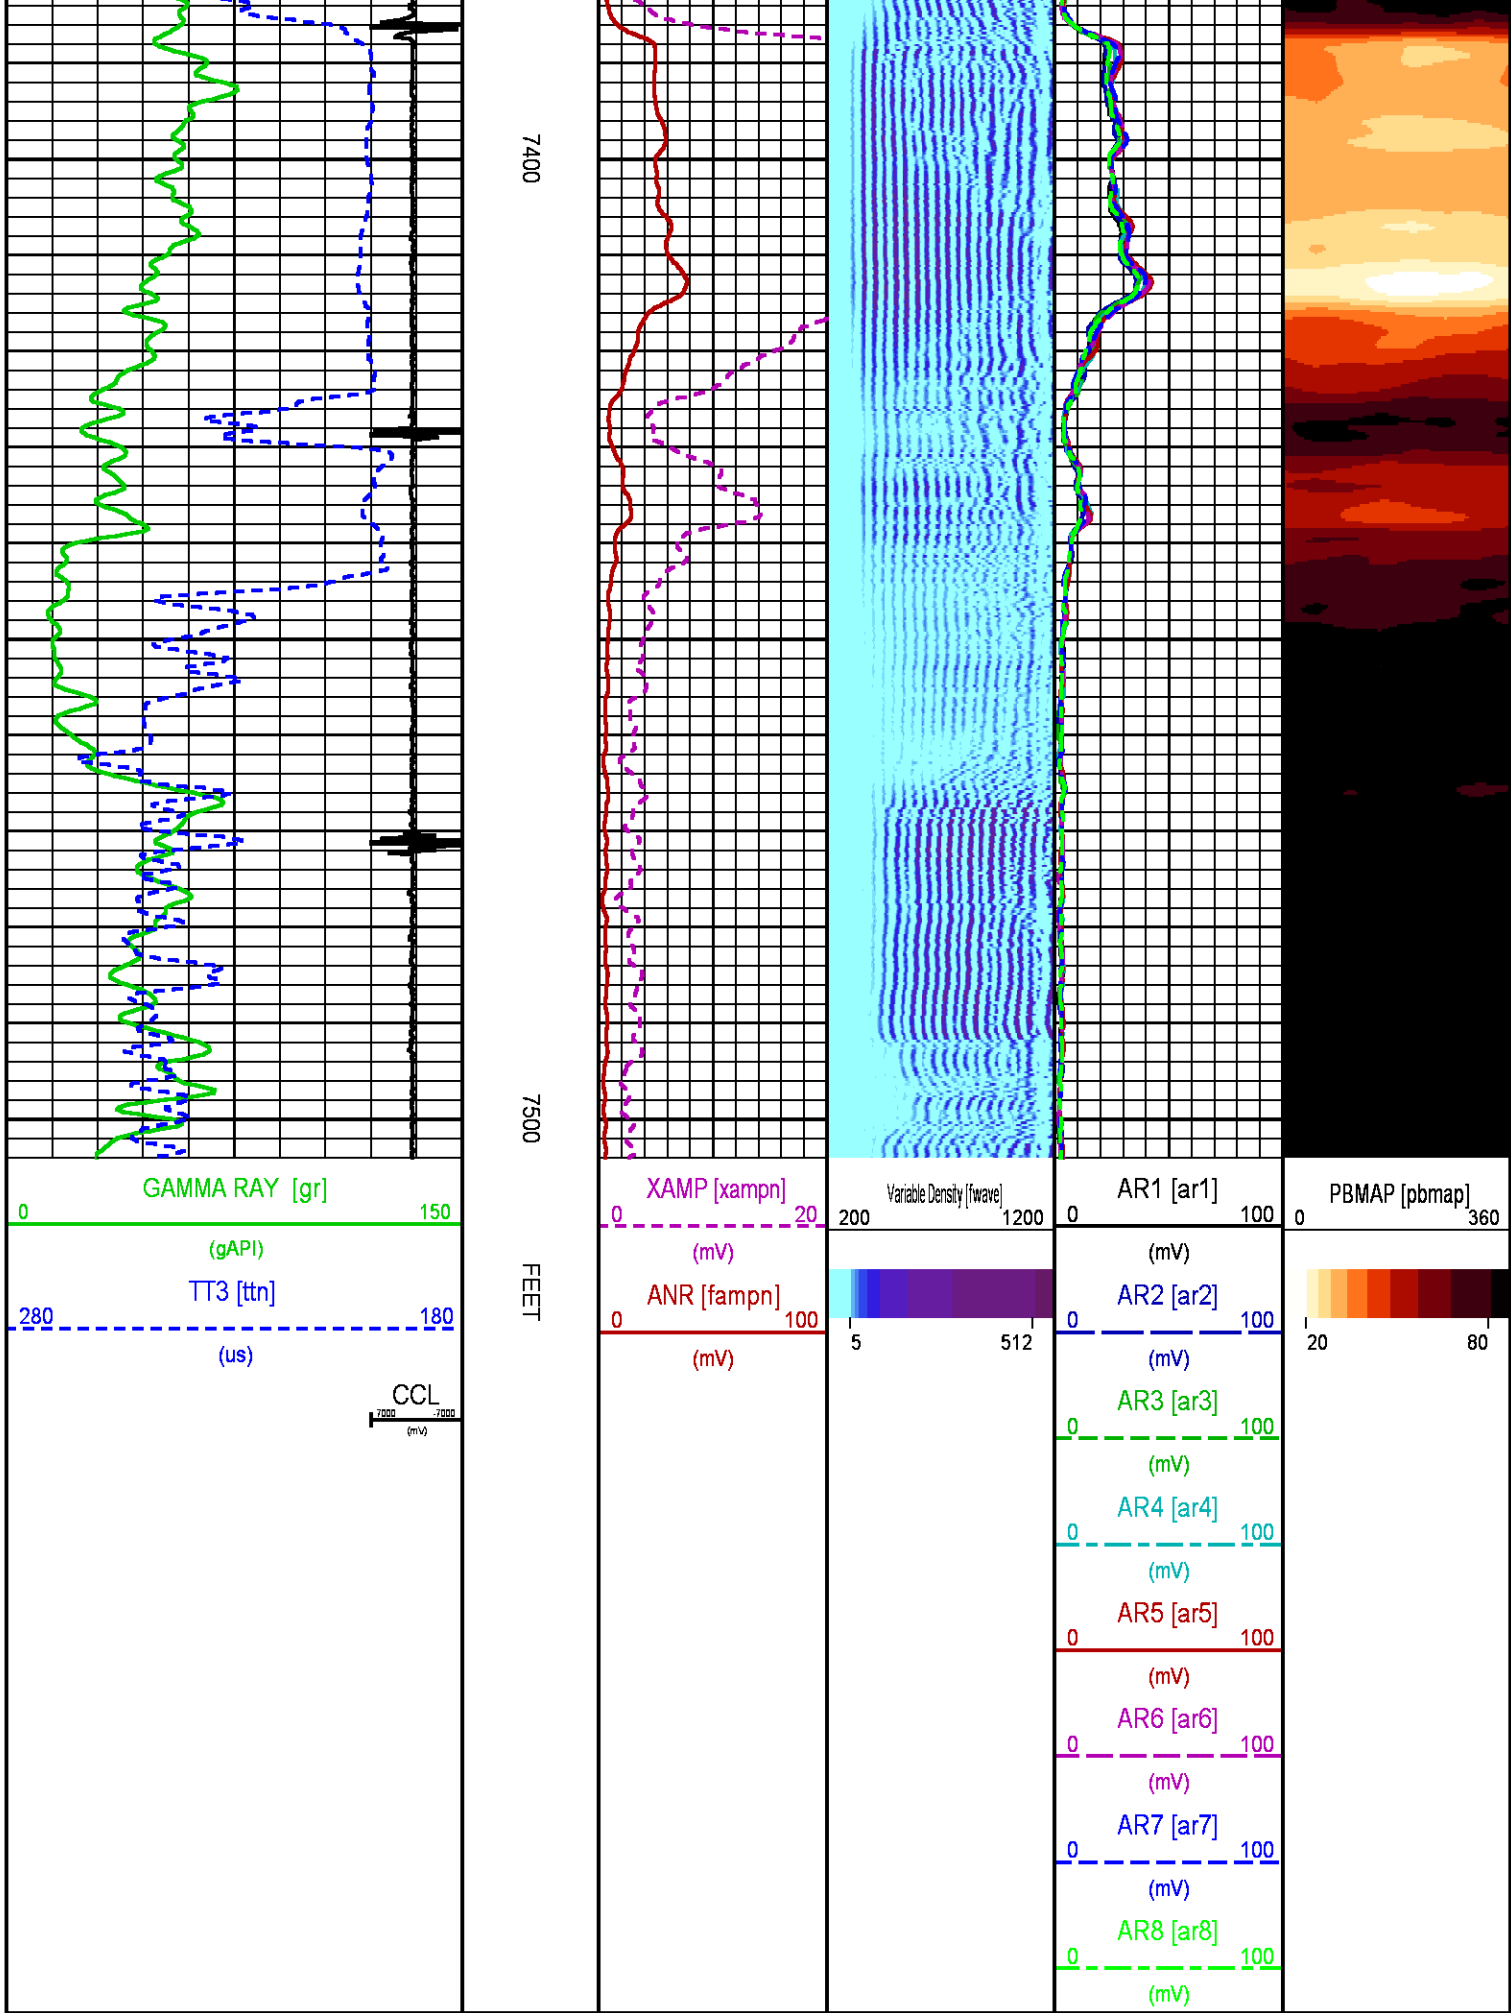 7400
7500
FEET
GAMMA RAY [gr]
0 150
(gAPI)
TT3 [ttn]
280 180
(us)
CCL
7000 -7000
(mV)
XAMP [xampn]
0 20
(mV)
ANR [fampn]
0 100
(mV)
Variable Density [fwave]
200 1200
5 512
AR1 [ar1]
0 100
(mV)
AR2 [ar2]
0 100
(mV)
AR3 [ar3]
0 100
(mV)
AR4 [ar4]
0 100
(mV)
AR5 [ar5]
0 100
(mV)
AR6 [ar6]
0 100
(mV)
AR7 [ar7]
0 100
(mV)
AR8 [ar8]
0 100
(mV)
PBMAP [pbmap]
0 360
20 80